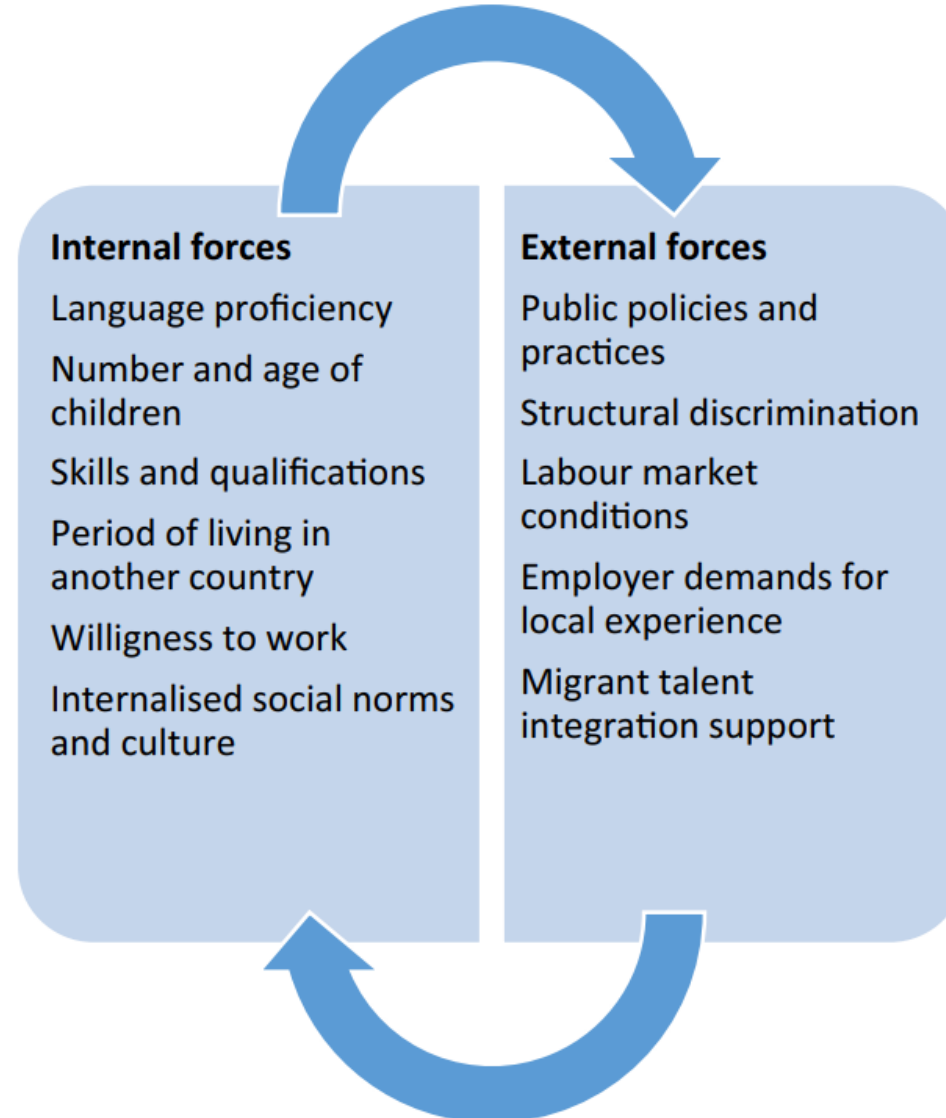 Internal forces
Language proficiency
Number and age of
children
Skills and qualifications
Period of living in
another country
Willigness to work
Internalised social norms
and culture
External forces
Public policies and
practices
Structural discrimination
Labour market
conditions
Employer demands for
local experience
Migrant talent
integration support